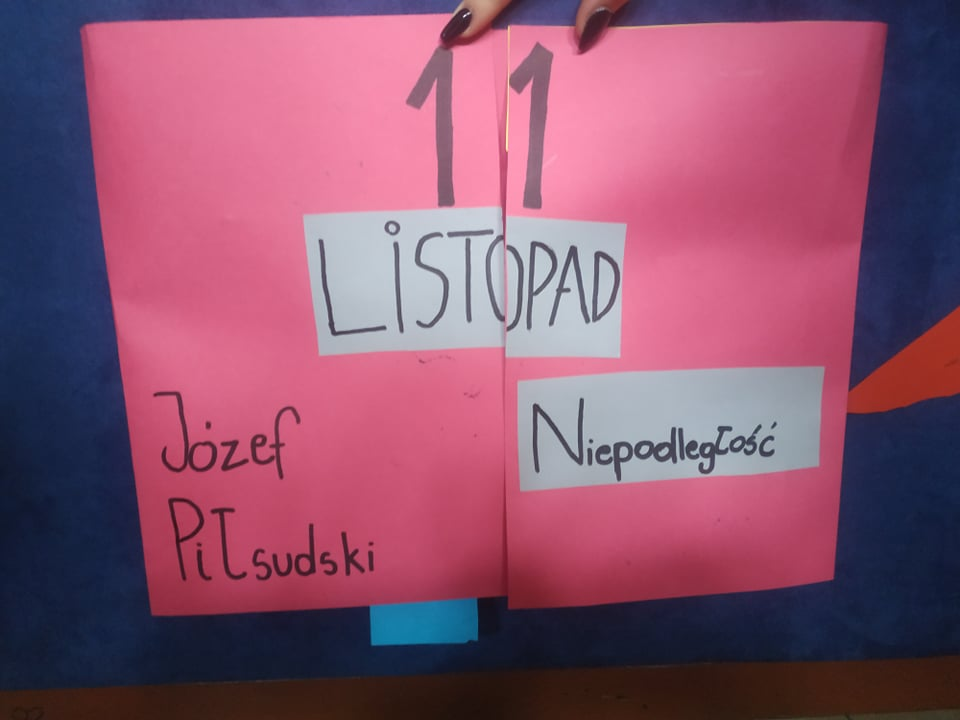 11
LiSTOPAD
Józef
Piłsudski
Niepodległość